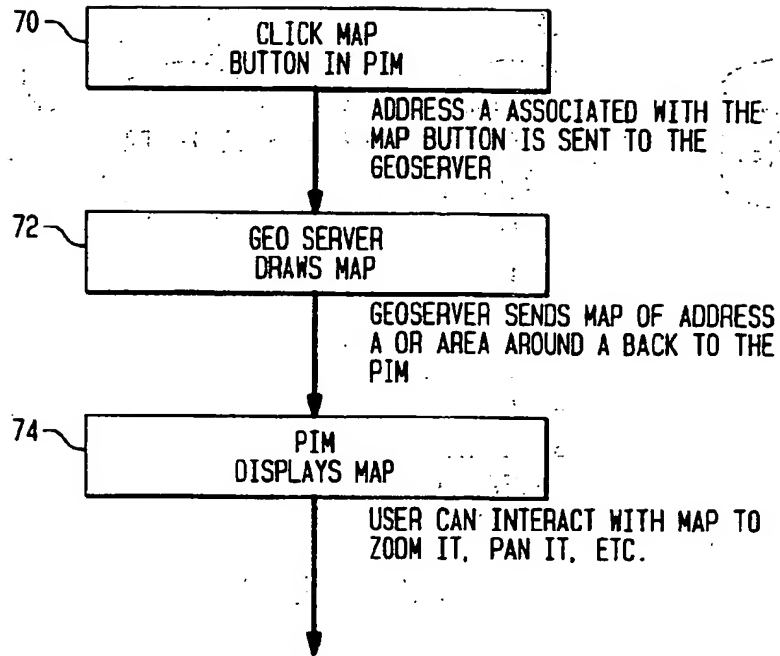 70
CLICK MAP
BUTTON IN PIM
ADDRESS A ASSOCIATED WITH THE
MAP BUTTON IS SENT TO THE
GEOSERVER
72
GEO SERVER
DRAWS MAP
GEOSERVER SENDS MAP OF ADDRESS
A OR AREA AROUND A BACK TO THE
PIM
74
PIM
DISPLAYS MAP
USER CAN INTERACT WITH MAP TO
ZOOM IT, PAN IT, ETC.